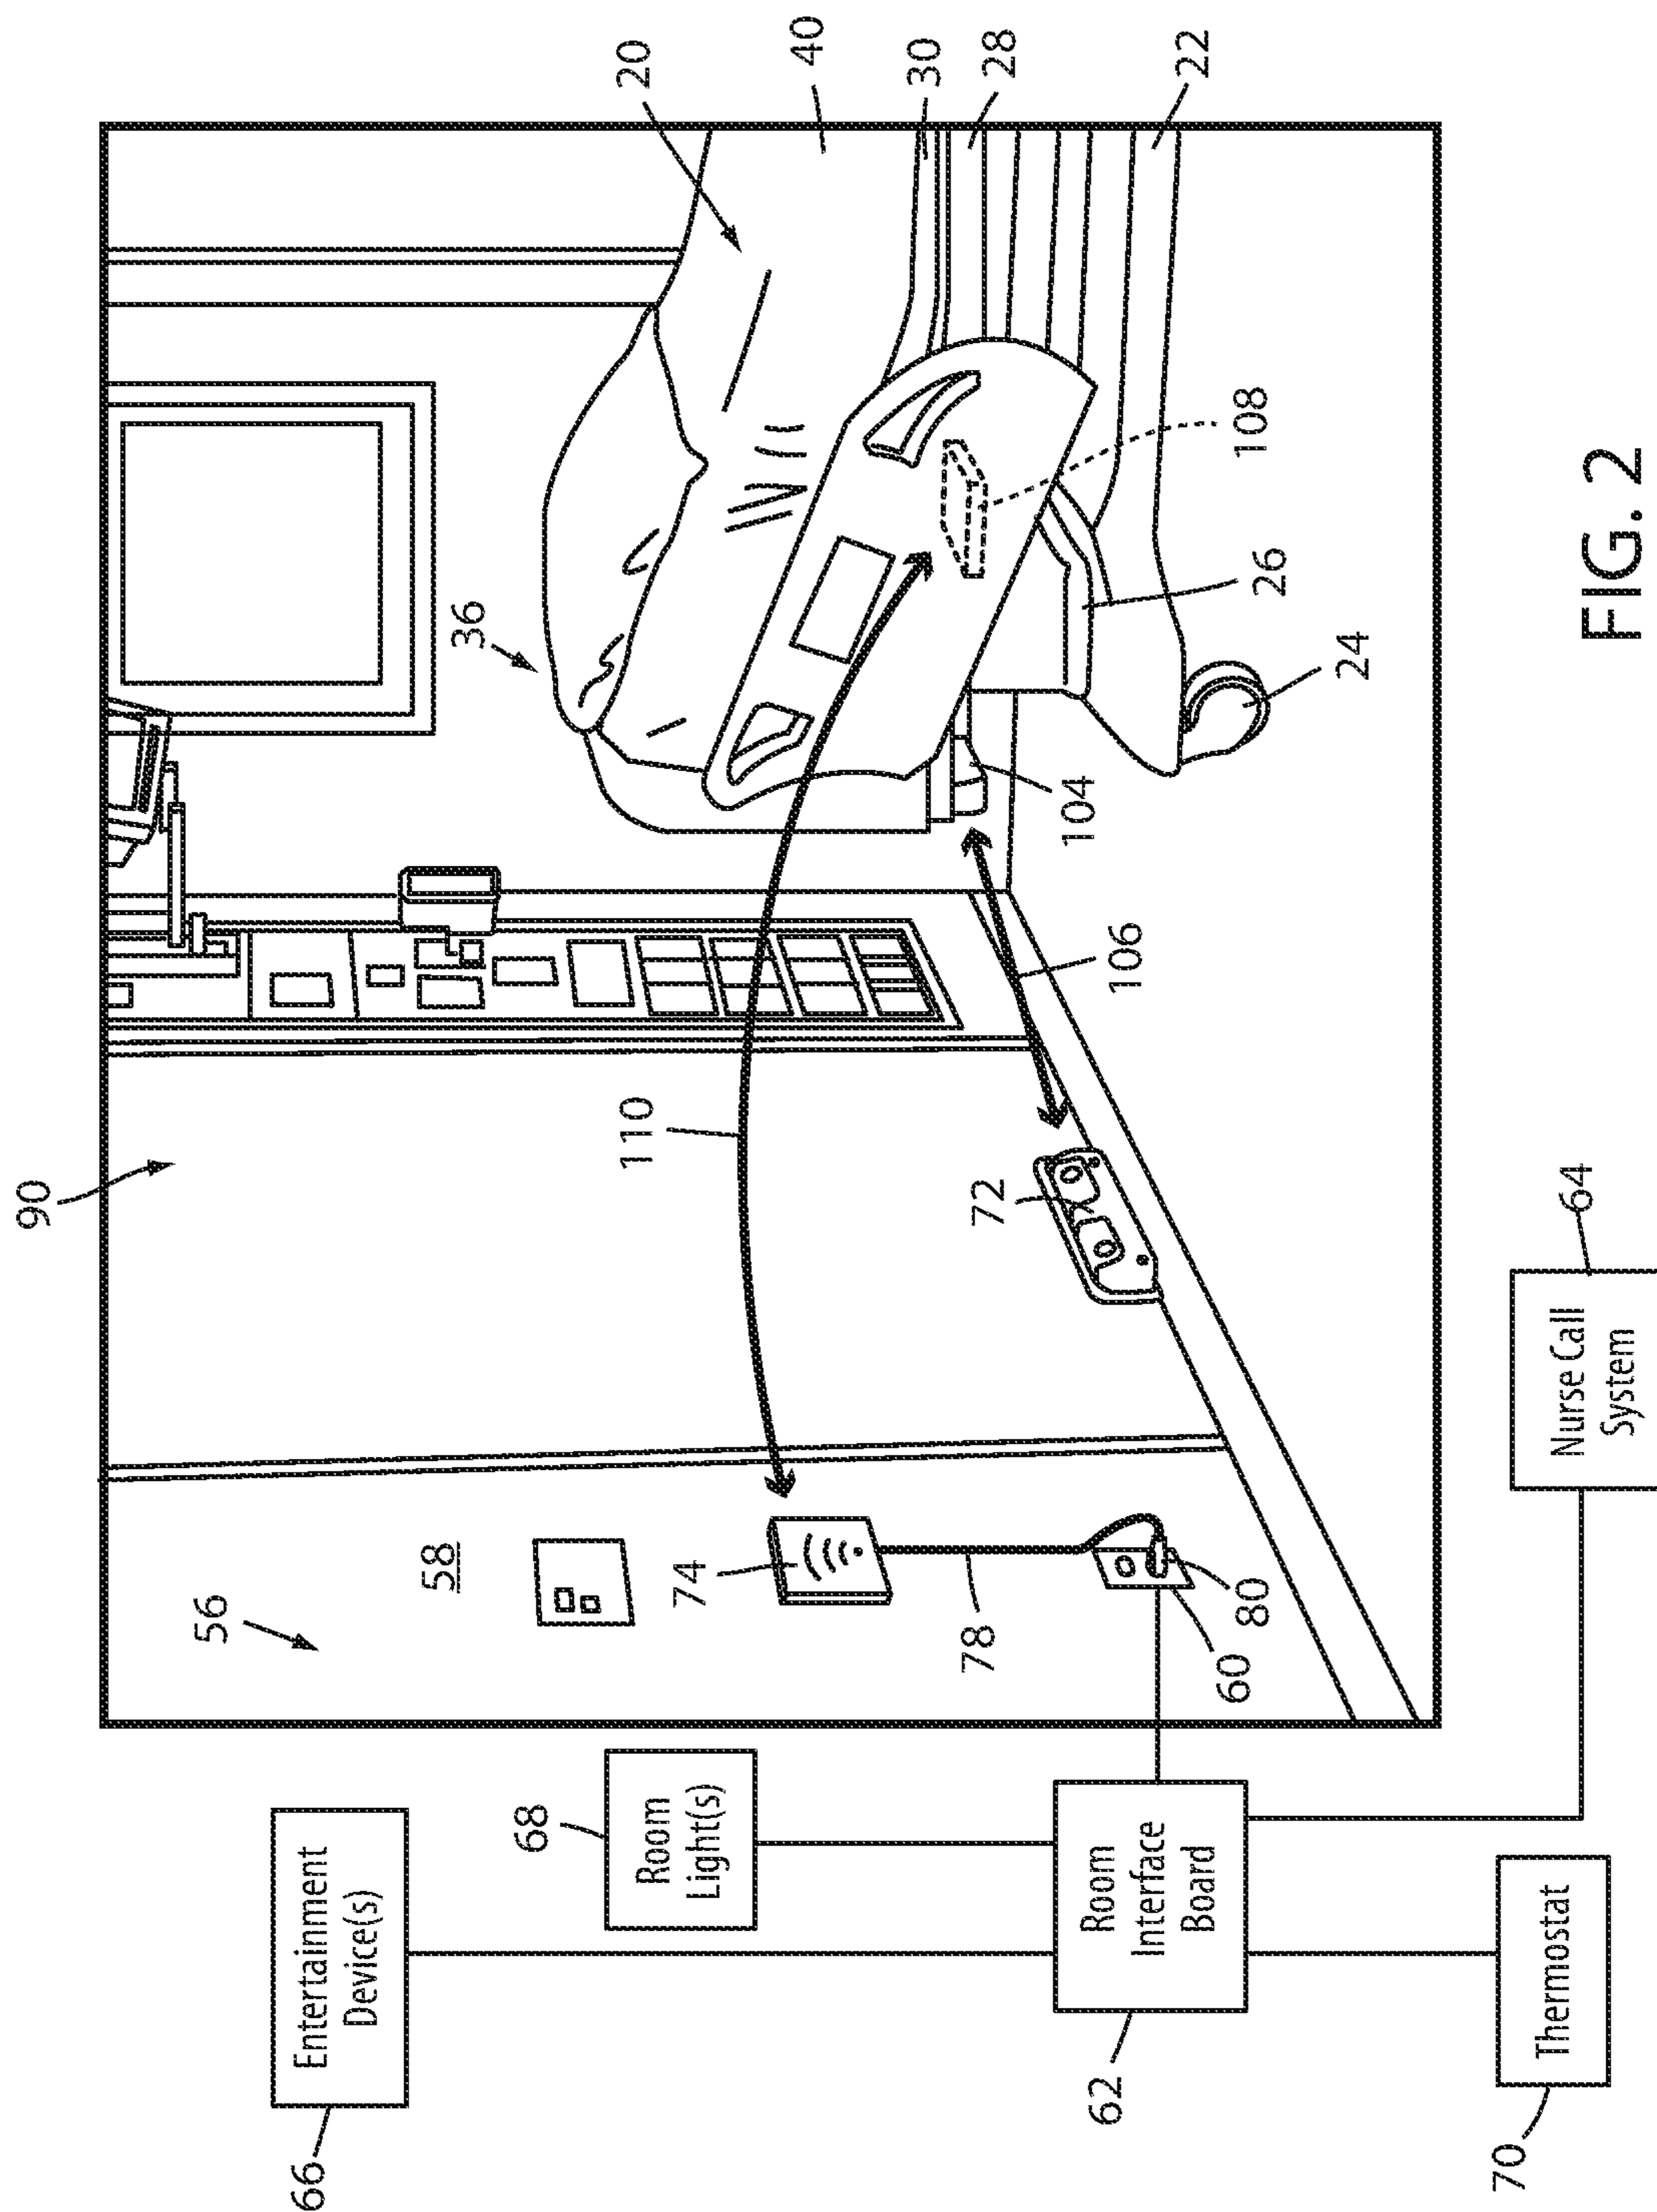 90
56
58
36
20
40
30
28
22
110
74
78
72
106
104
108
26
24
60
80
66
Entertainment
Device(s)
68
Room
Light(s)
62
Room
Interface
Board
64
Nurse Call
System
70
Thermostat
FIG. 2